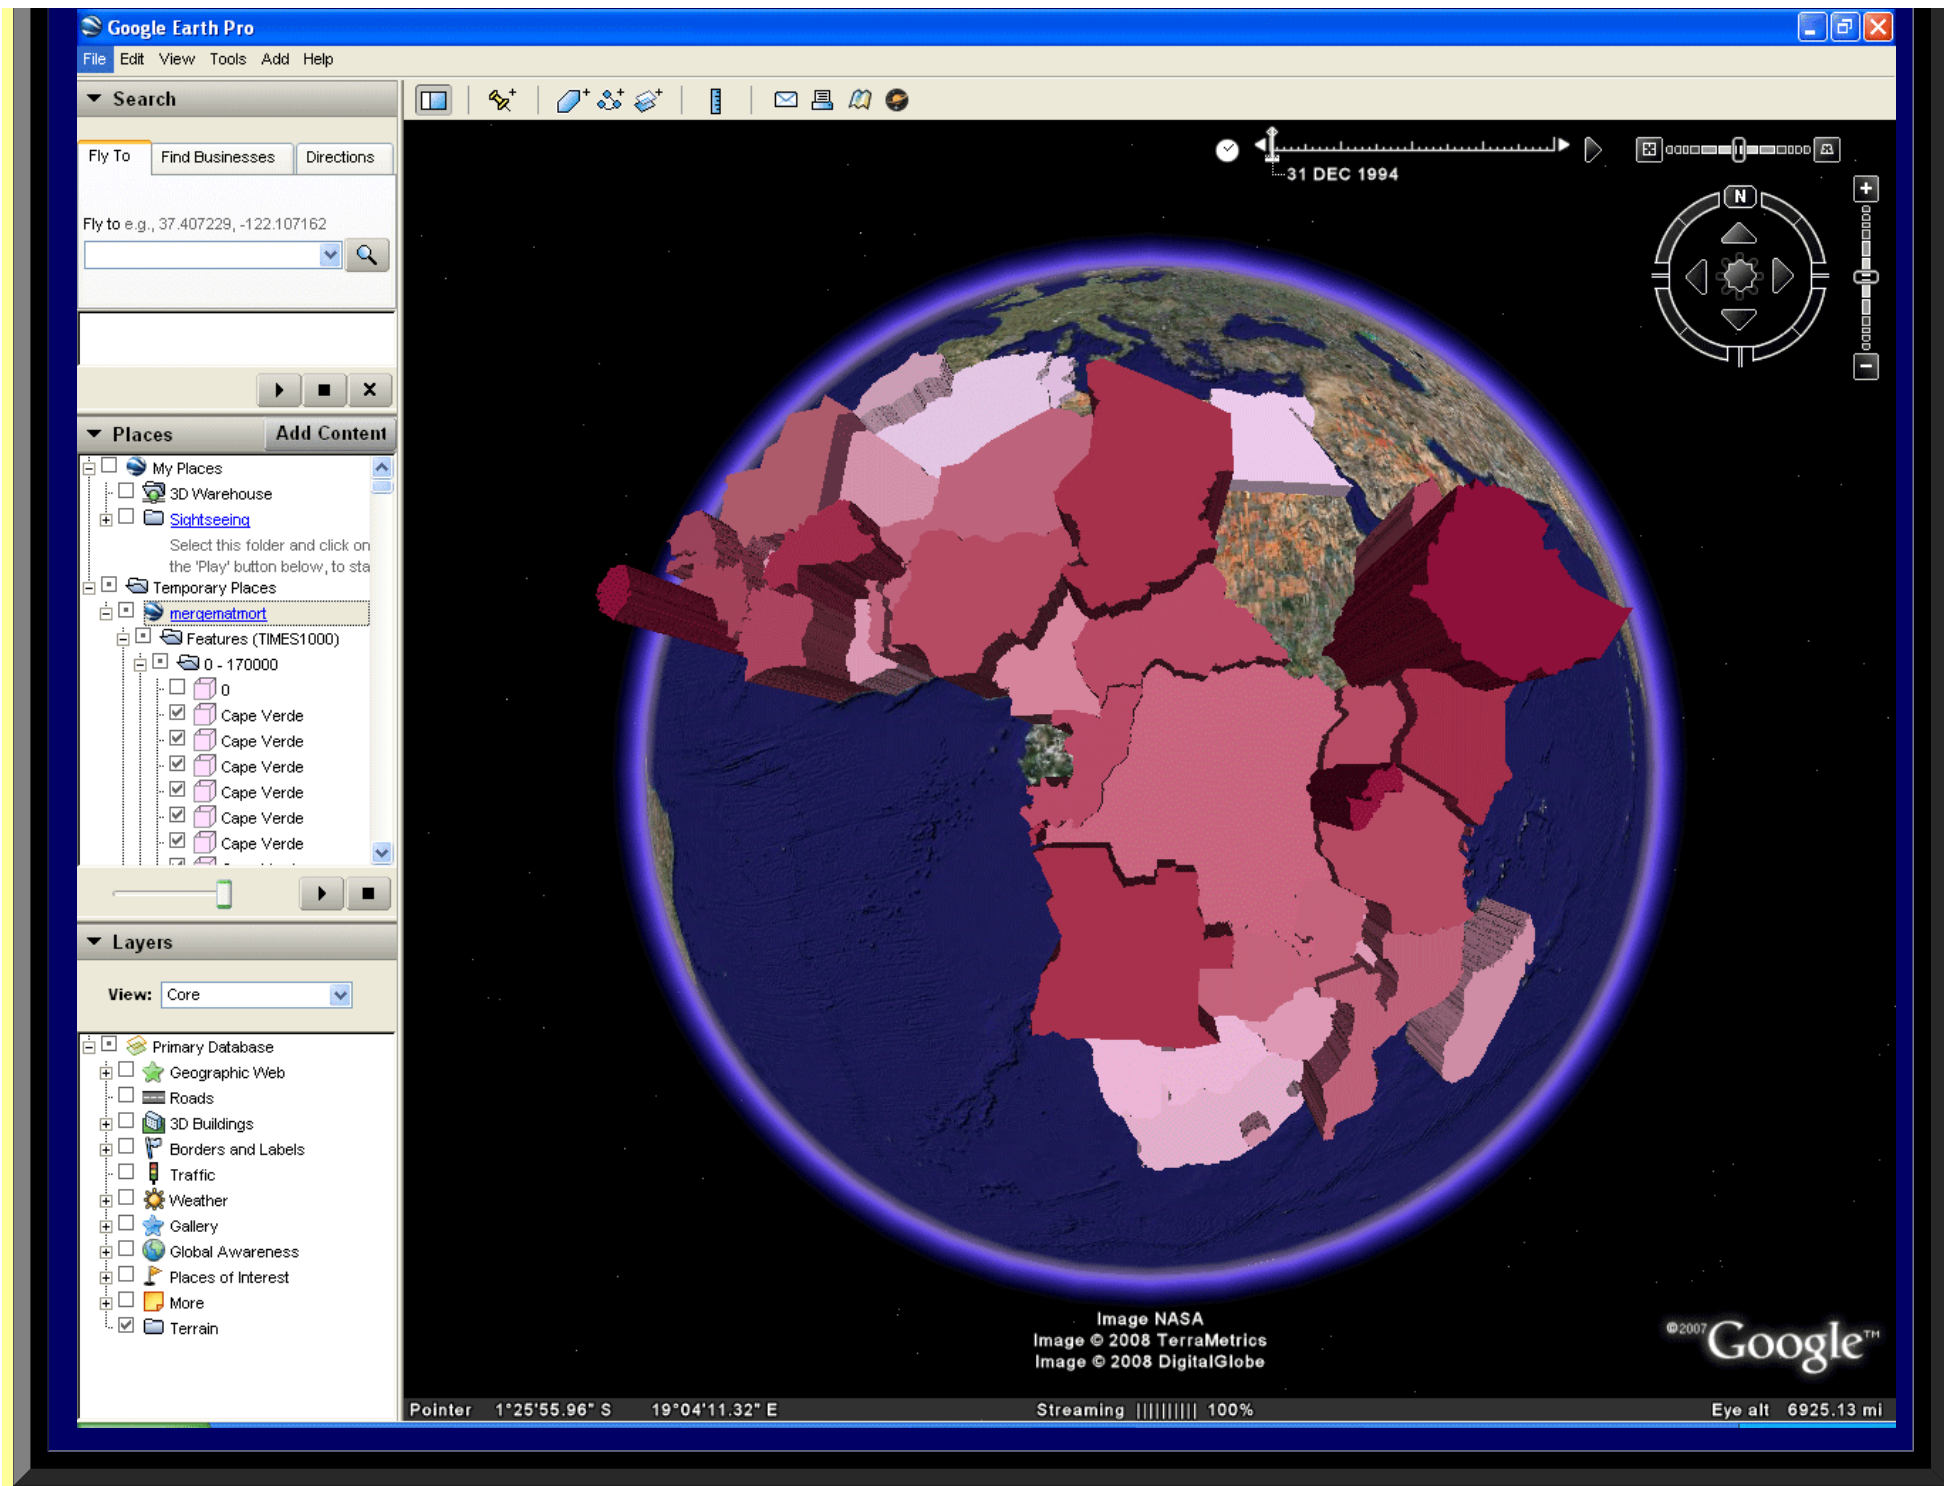 Google Earth Pro
File Edit View Tools Add Help
Search
Fly To Find Businesses Directions
Fly to e.g., 37.407229, -122.107162
Places Add Content
My Places
3D Warehouse
Sightseeing
Select this folder and click on
the 'Play' button below, to sta
Temporary Places
mergematmort
Features (TIMES1000)
0 - 170000
0
Cape Verde
Cape Verde
Cape Verde
Cape Verde
Cape Verde
Cape Verde
Layers
View: Core
Primary Database
Geographic Web
Roads
3D Buildings
Borders and Labels
Traffic
Weather
Gallery
Global Awareness
Places of Interest
More
Terrain
31 DEC 1994
N
Image NASA
Image © 2008 TerraMetrics
Image © 2008 DigitalGlobe
©2007 Google™
Pointer 1°25'55.96" S 19°04'11.32" E Streaming |||||||||| 100% Eye alt 6925.13 mi